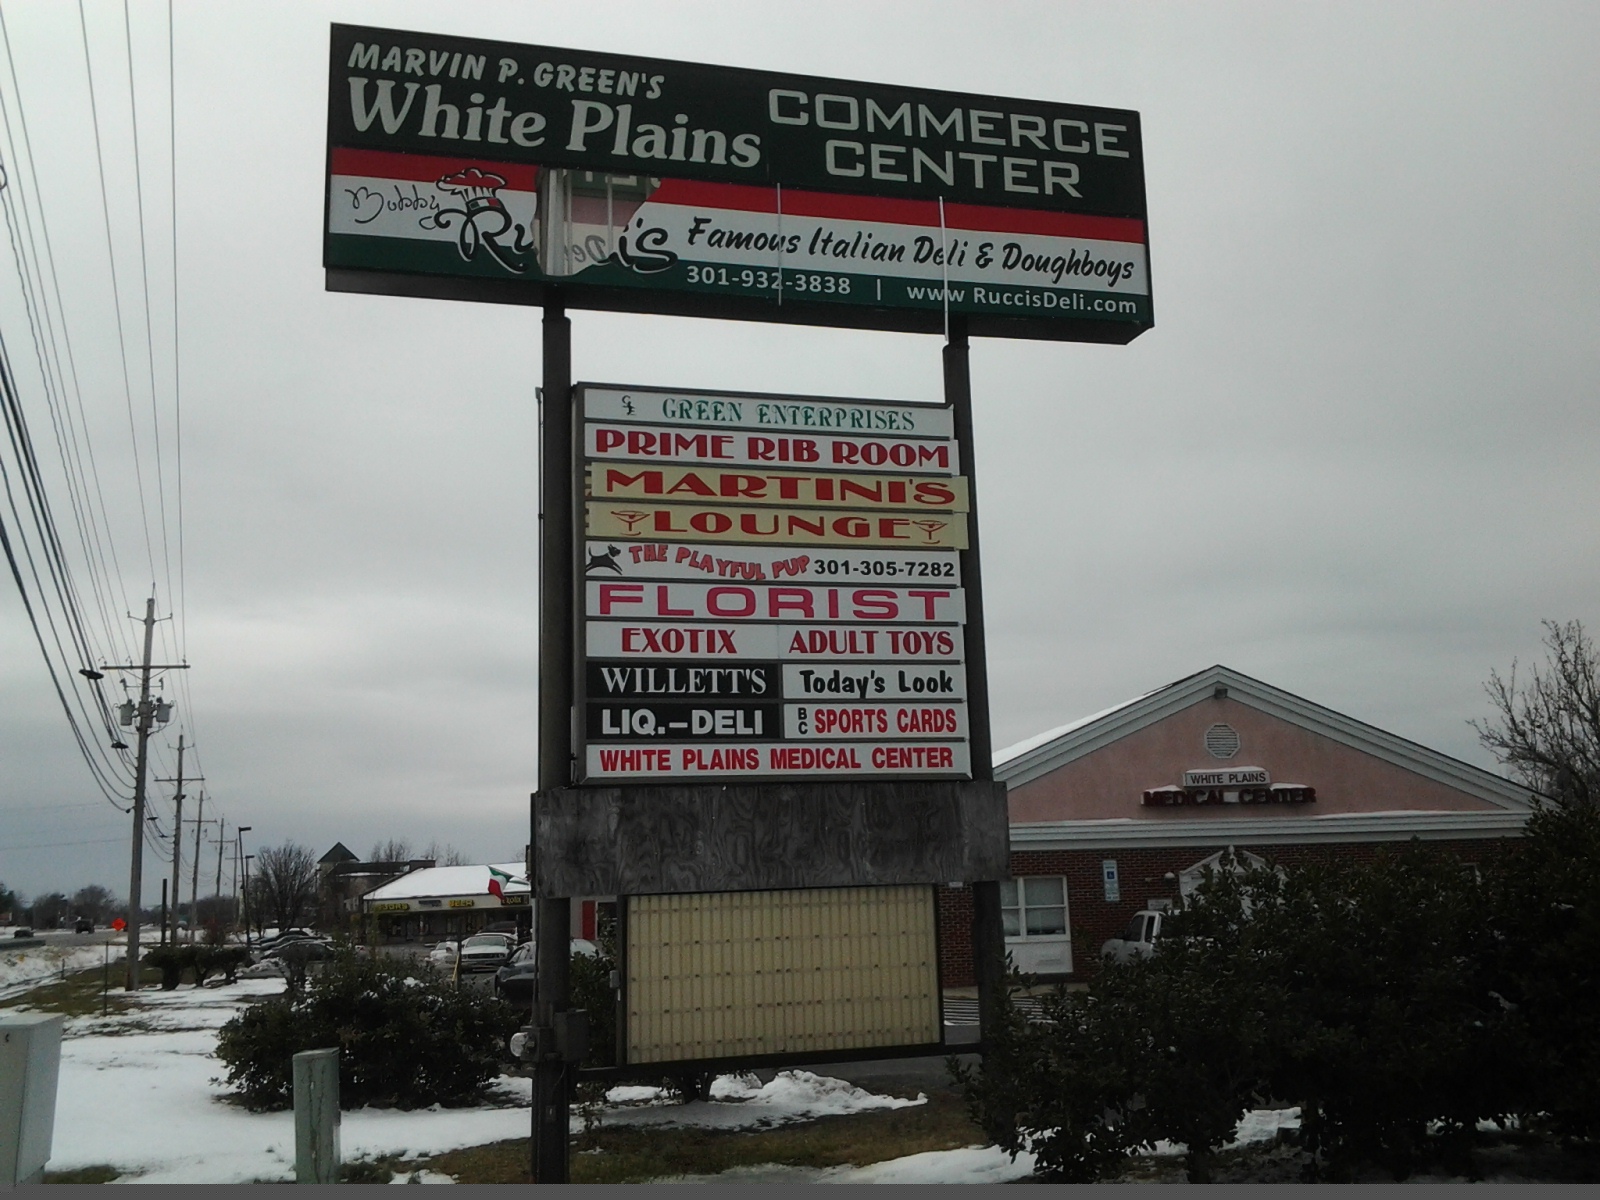 MARVIN P. GREEN'S
White Plains
COMMERCE
CENTER
Bobby
Famous Italian Deli & Doughboys
301-932-3838 | www.RuccisDeli.com
GE GREEN ENTERPRISES
PRIME RIB ROOM
MARTINI'S
LOUNGE
THE PLAYFUL PUP 301-305-7282
FLORIST
EXOTIX ADULT TOYS
WILLETT'S Today's Look
LIQ.-DELI BC SPORTS CARDS
WHITE PLAINS MEDICAL CENTER
WHITE PLAINS
MEDICAL CENTER